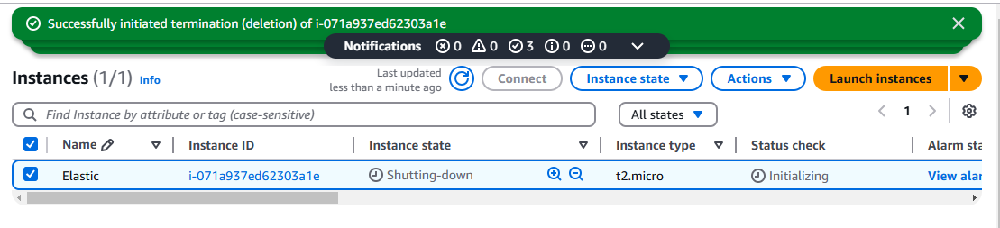 Successfully initiated termination (deletion) of i-071a937ed62303a1e
Notifications 0 0 3 0 0
Instances (1/1) Info
Last updated
less than a minute ago
Connect
Instance state
Actions
Launch instances
Find Instance by attribute or tag (case-sensitive)
All states
1
Name Instance ID Instance state Instance type Status check Alarm sta
Elastic i-071a937ed62303a1e Shutting-down t2.micro Initializing View alar